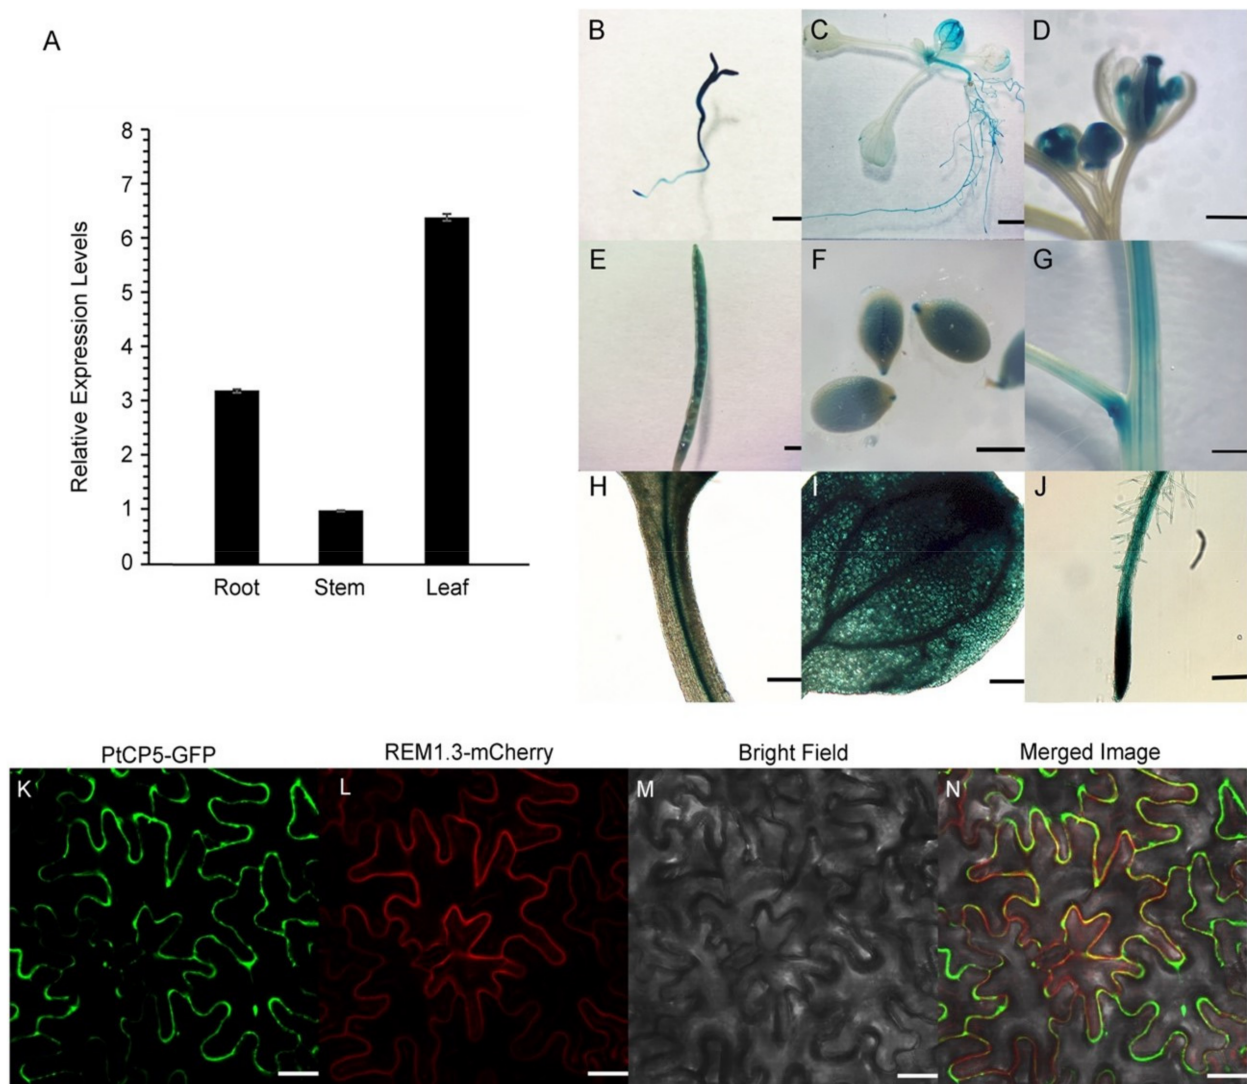 A
Relative Expression Levels
8
7
6
5
4
3
2
1
0
Root Stem Leaf
B
C
D
E
F
G
H
I
J
PtCP5-GFP
REM1.3-mCherry
Bright Field
Merged Image
K
L
M
N